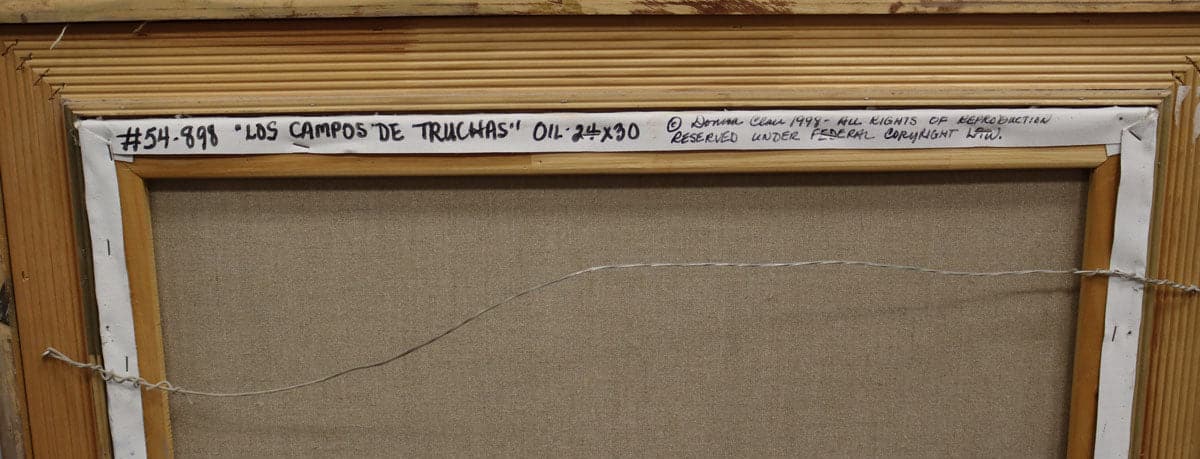 #54-898 "LOS CAMPOS DE TRUCHAS" OIL-24X30
© Donna Clair 1998 - ALL RIGHTS OF REPRODUCTION
RESERVED UNDER FEDERAL COPYRIGHT LAW.